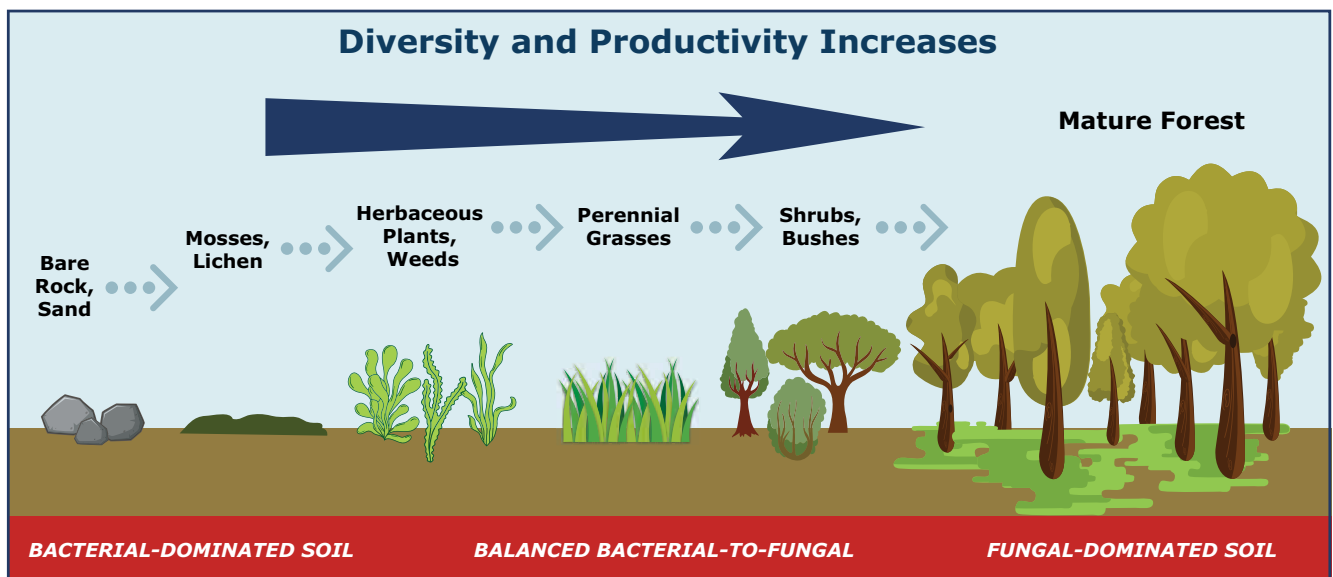 Diversity and Productivity Increases
Mature Forest
Bare
Rock,
Sand
Mosses,
Lichen
Herbaceous
Plants,
Weeds
Perennial
Grasses
Shrubs,
Bushes
BACTERIAL-DOMINATED SOIL
BALANCED BACTERIAL-TO-FUNGAL
FUNGAL-DOMINATED SOIL